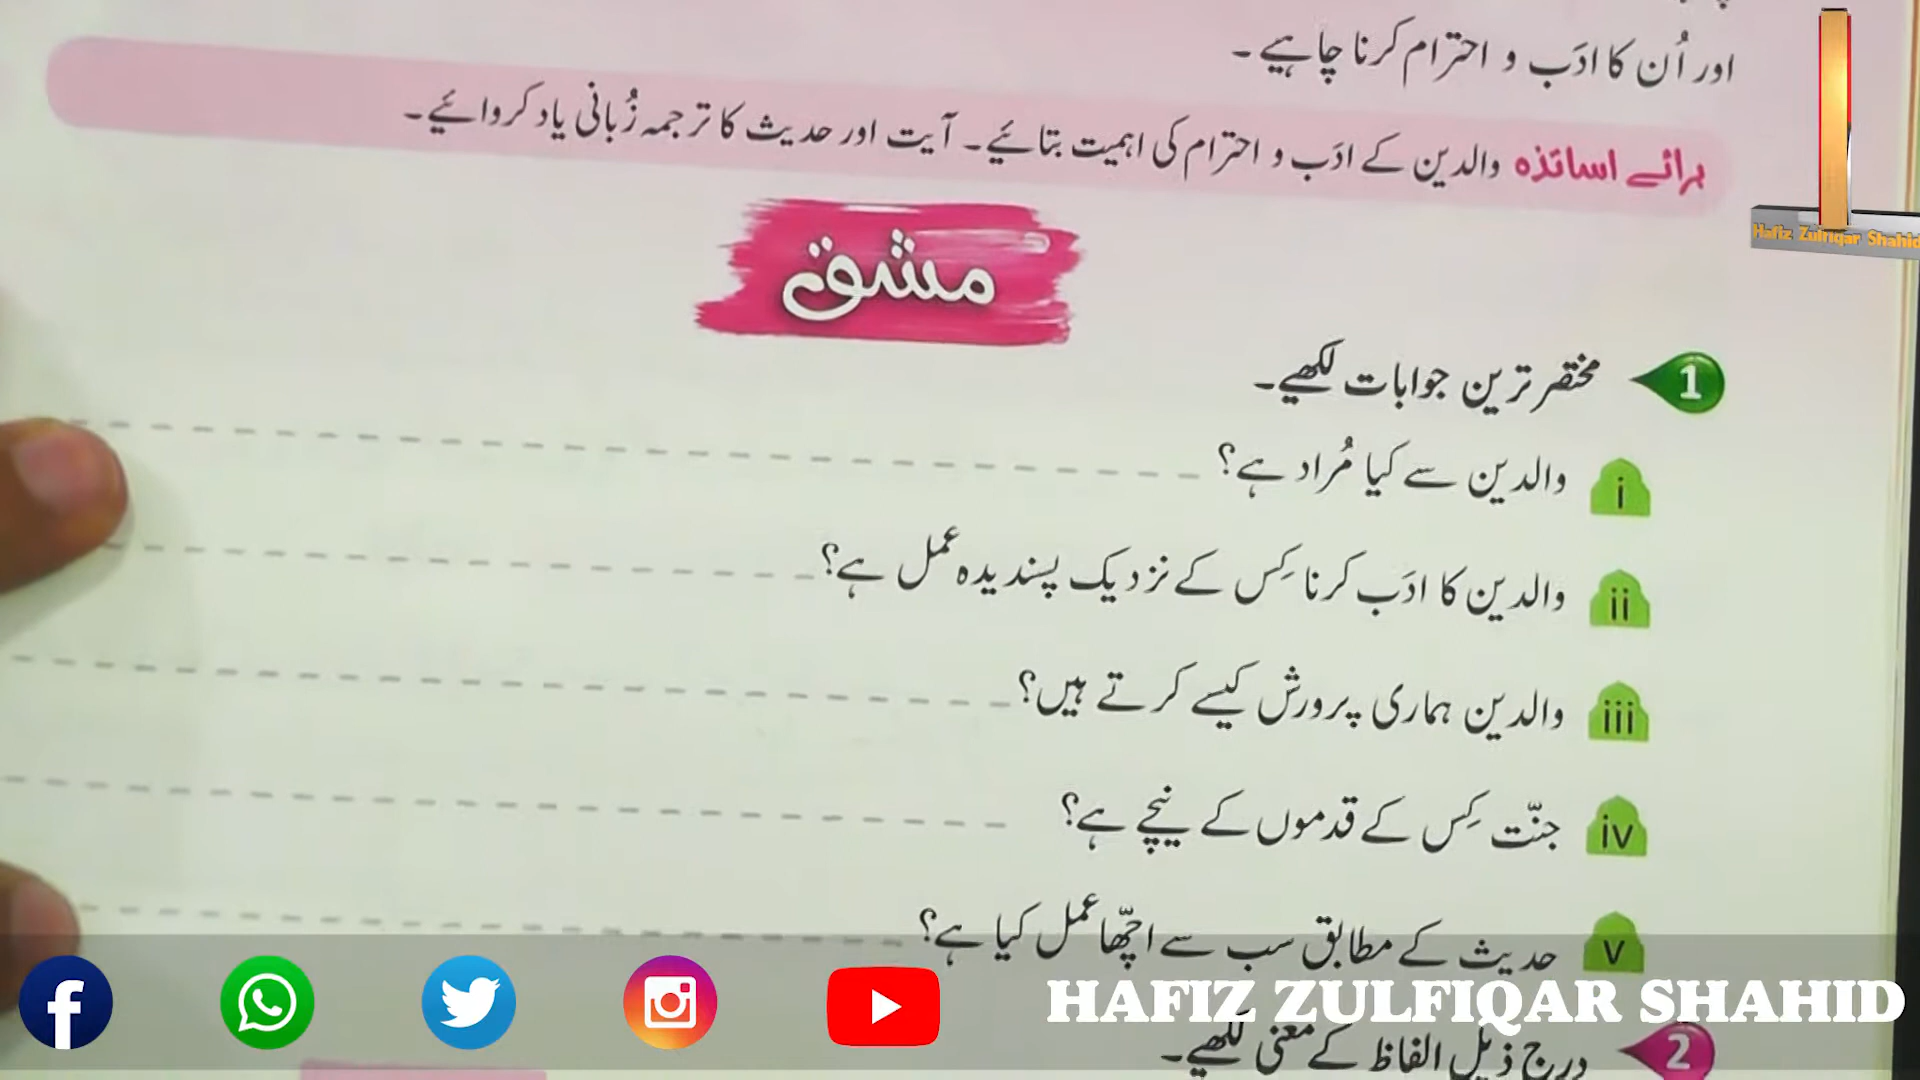 اور اُن کا ادَب و احترام کرنا چاہیے۔
برائے اساتذہ والدین کے ادَب و احترام کی اہمیت بتائیے۔ آیت اور حدیث کا ترجمہ زُبانی یاد کروائیے۔
Hafiz Zulfiqar Shahid
مشق
1 مختصر ترین جوابات لکھیے۔
i والدین سے کیا مُراد ہے؟
ii والدین کا ادَب کرنا کِس کے نزدیک پسندیدہ عمل ہے؟
iii والدین ہماری پرورش کیسے کرتے ہیں؟
iv جنّت کِس کے قدموں کے نیچے ہے؟
v حدیث کے مطابق سب سے اچّھا عمل کیا ہے؟
HAFIZ ZULFIQAR SHAHID
2 درج ذیل الفاظ کے معنی لکھیے۔